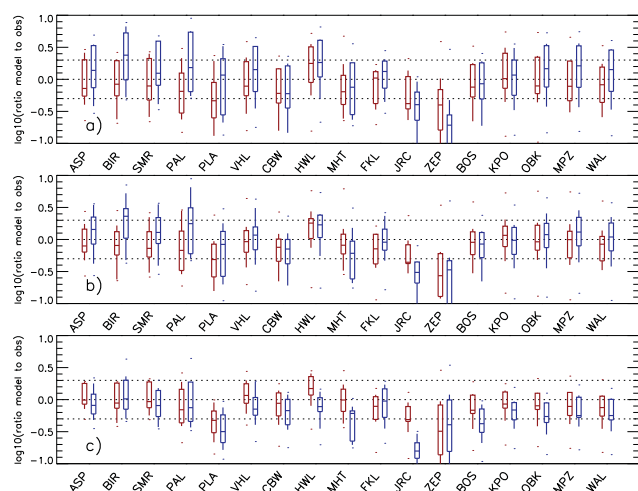 1.0
0.5
0.0
−0.5
−1.0
log10(ratio model to obs)
a)
ASP BIR SMR PAL PLA VHL CBW HWL MHT FKL JRC ZEP BOS KPO OBK MPZ WAL
1.0
0.5
0.0
−0.5
−1.0
log10(ratio model to obs)
b)
ASP BIR SMR PAL PLA VHL CBW HWL MHT FKL JRC ZEP BOS KPO OBK MPZ WAL
1.0
0.5
0.0
−0.5
−1.0
log10(ratio model to obs)
c)
ASP BIR SMR PAL PLA VHL CBW HWL MHT FKL JRC ZEP BOS KPO OBK MPZ WAL